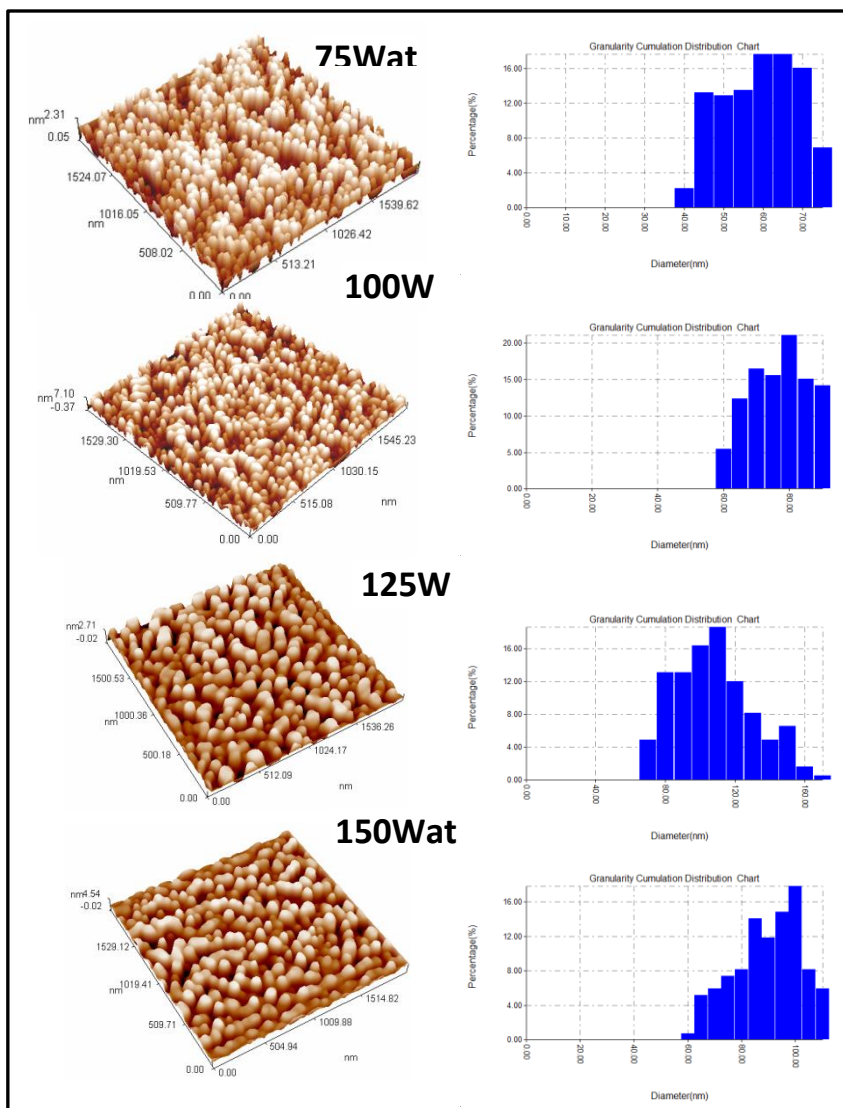 75Wat
nm 2.31
0.05
1524.07
1016.05
nm
508.02
0.00
0.00
513.21
1026.42
1539.62
Granularity Cumulation Distribution Chart
Percentage(%)
16.00
12.00
8.00
4.00
0.00
0.00
10.00
20.00
30.00
40.00
50.00
60.00
70.00
Diameter(nm)
100W
nm 7.10
-0.37
1529.30
1019.53
nm
509.77
0.00
0.00
515.08
1030.15
1545.23
nm
Granularity Cumulation Distribution Chart
Percentage(%)
20.00
15.00
10.00
5.00
0.00
0.00
20.00
40.00
60.00
80.00
Diameter(nm)
125W
nm 2.71
-0.02
1500.53
1000.36
nm
500.18
0.00
0.00
512.09
1024.17
1536.26
nm
Granularity Cumulation Distribution Chart
Percentage(%)
16.00
12.00
8.00
4.00
0.00
0.00
40.00
80.00
120.00
160.00
Diameter(nm)
150Wat
nm 4.54
-0.02
1529.12
1019.41
nm
509.71
0.00
0.00
504.94
1009.88
1514.82
nm
Granularity Cumulation Distribution Chart
Percentage(%)
16.00
12.00
8.00
4.00
0.00
0.00
20.00
40.00
60.00
80.00
100.00
Diameter(nm)